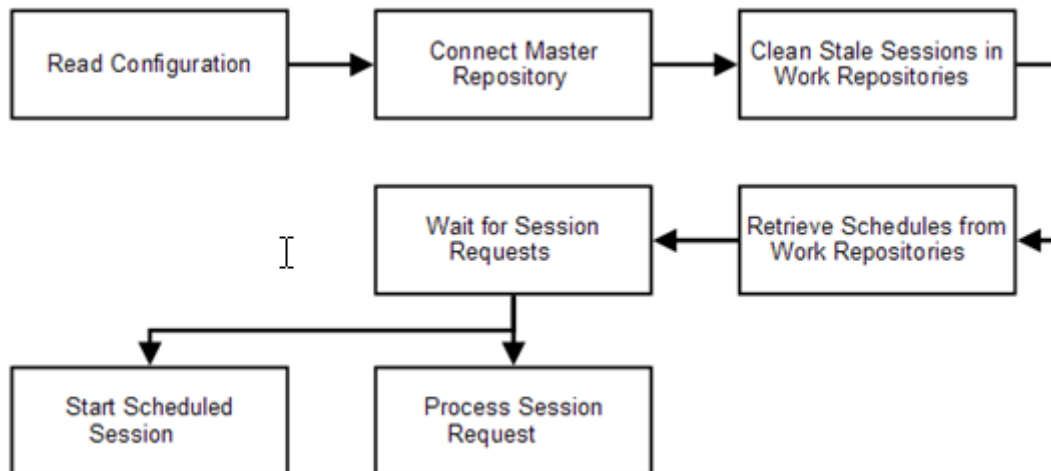 Read Configuration
Connect Master
Repository
Clean Stale Sessions in
Work Repositories
Wait for Session
Requests
Retrieve Schedules from
Work Repositories
Start Scheduled
Session
Process Session
Request